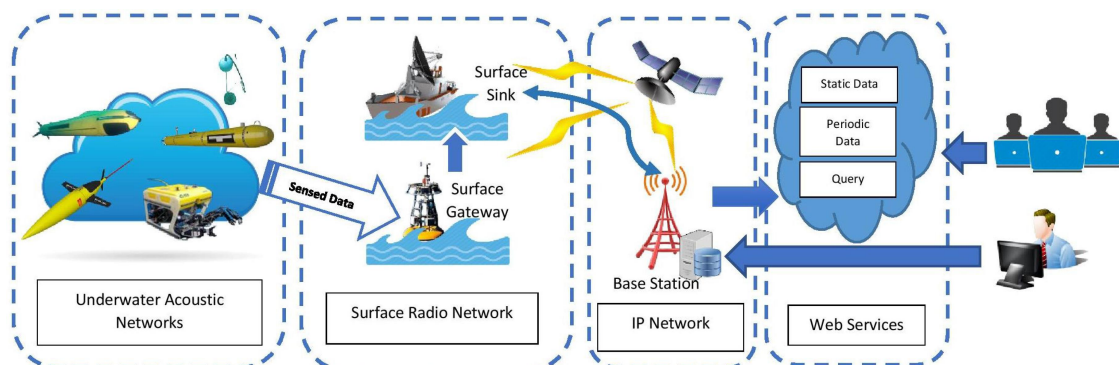 Sensed Data
Underwater Acoustic
Networks
Surface
Sink
Surface
Gateway
Surface Radio Network
Base Station
IP Network
Static Data
Periodic
Data
Query
Web Services